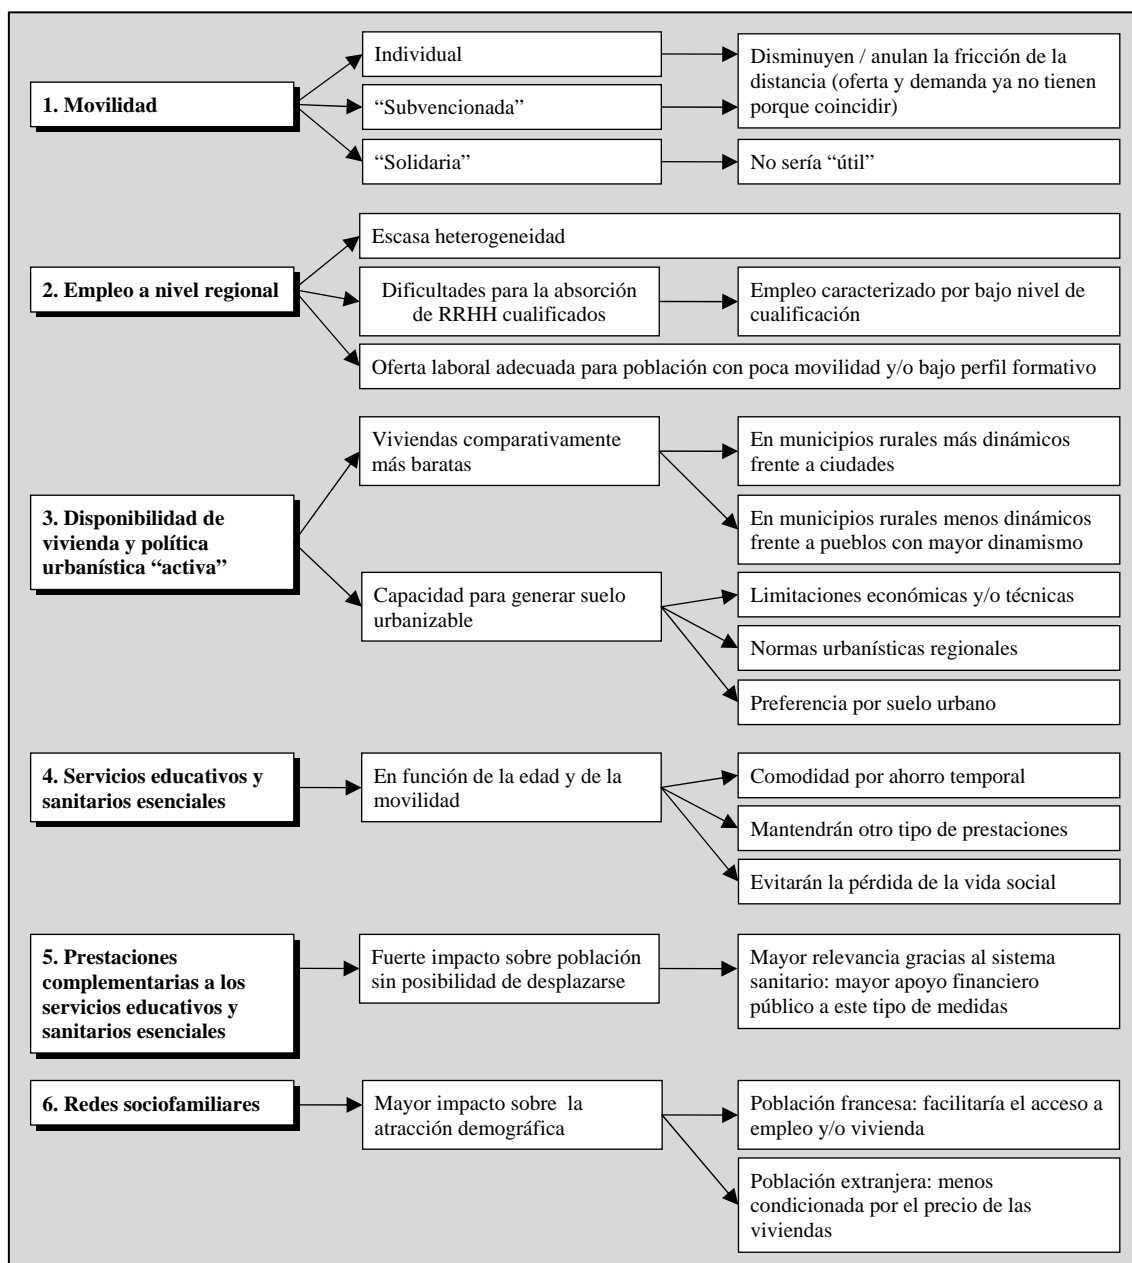 1. Movilidad
Individual
“Subvencionada”
“Solidaria”
Disminuyen / anulan la fricción de la
distancia (oferta y demanda ya no tienen
porque coincidir)
No sería “útil”
2. Empleo a nivel regional
Escasa heterogeneidad
Dificultades para la absorción
de RRHH cualificados
Empleo caracterizado por bajo nivel de
cualificación
Oferta laboral adecuada para población con poca movilidad y/o bajo perfil formativo
3. Disponibilidad de
vivienda y política
urbanística “activa”
Viviendas comparativamente
más baratas
En municipios rurales más dinámicos
frente a ciudades
En municipios rurales menos dinámicos
frente a pueblos con mayor dinamismo
Capacidad para generar suelo
urbanizable
Limitaciones económicas y/o técnicas
Normas urbanísticas regionales
Preferencia por suelo urbano
4. Servicios educativos y
sanitarios esenciales
En función de la edad y de la
movilidad
Comodidad por ahorro temporal
Mantendrán otro tipo de prestaciones
Evitarán la pérdida de la vida social
5. Prestaciones
complementarias a los
servicios educativos y
sanitarios esenciales
Fuerte impacto sobre población
sin posibilidad de desplazarse
Mayor relevancia gracias al sistema
sanitario: mayor apoyo financiero
público a este tipo de medidas
6. Redes sociofamiliares
Mayor impacto sobre la
atracción demográfica
Población francesa: facilitaría el acceso a
empleo y/o vivienda
Población extranjera: menos
condicionada por el precio de las
viviendas